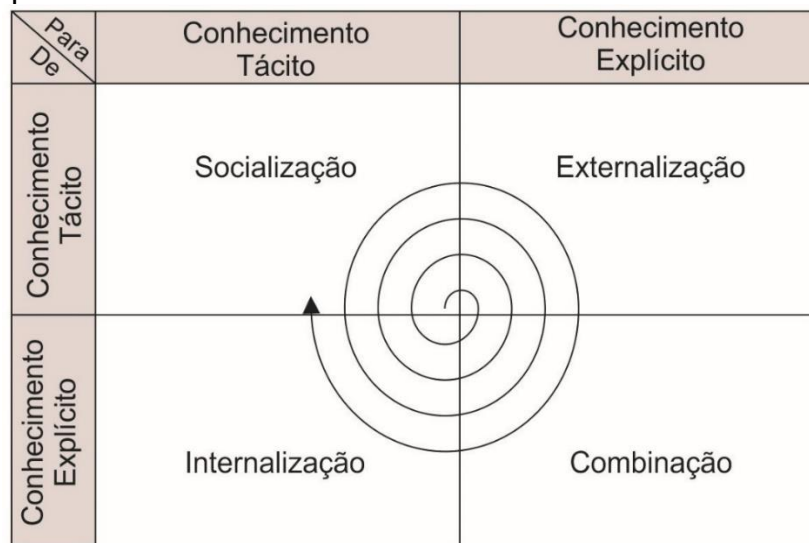 Para
De
Conhecimento
Tácito
Conhecimento
Explícito
Conhecimento
Tácito
Socialização
Externalização
Conhecimento
Explícito
Internalização
Combinação